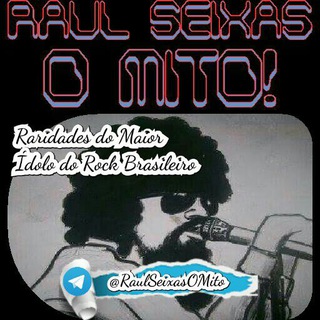 RAUL SEIXAS
O MITO!
Raridades do Maior
Ídolo do Rock Brasileiro
@RaulSeixasOMito